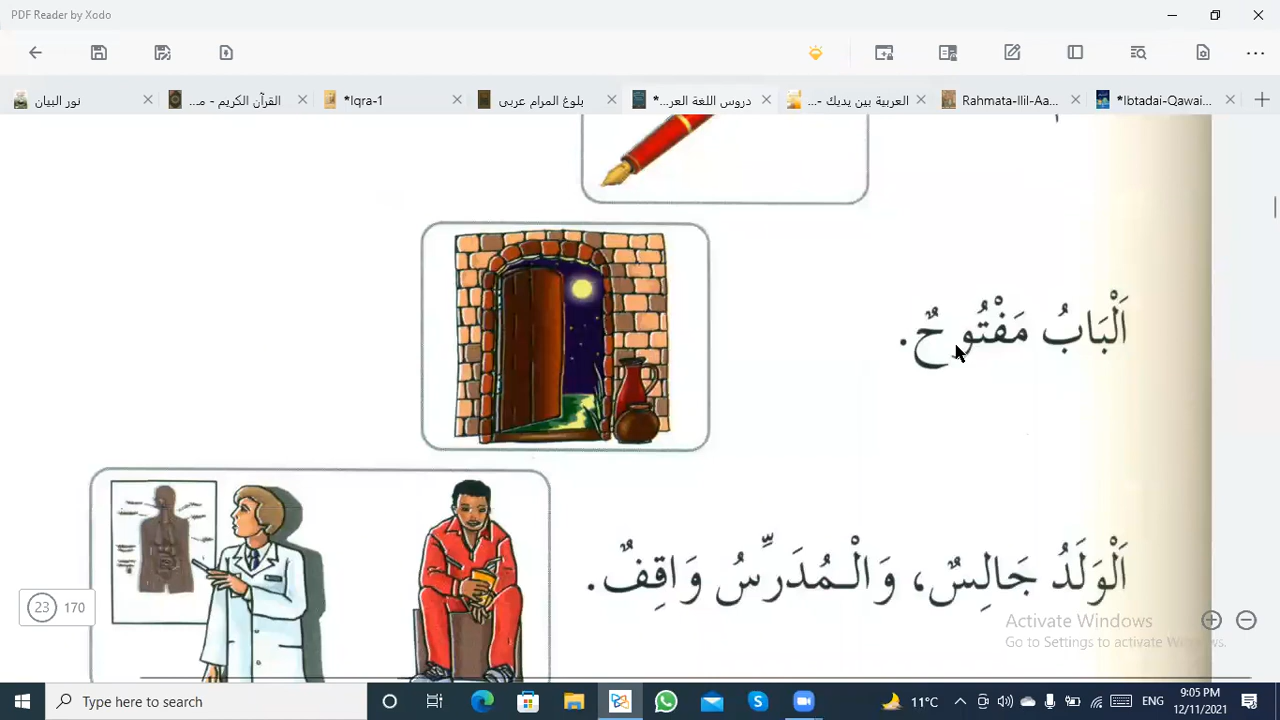 PDF Reader by Xodo
نور البيان
القرآن الكريم - مـ...
*Iqra-1
بلوغ المرام عربى
دروس اللغة العر...*
العربية بين يديك -...
Rahmata-Ilil-Aa...
*Ibtadai-Qawai...
اَلْبَابُ مَفْتُوحٌ.
اَلْوَلَدُ جَالِسٌ، وَالْـمُدَرِّسُ وَاقِفٌ.
23 170
Activate Windows
Go to Settings to activate Windows.
Type here to search
11°C
ENG
9:05 PM
12/11/2021